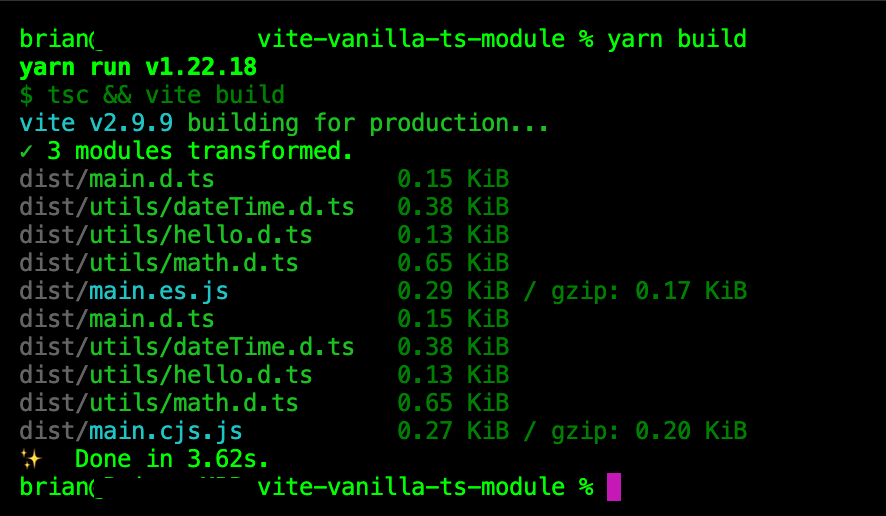 brian vite-vanilla-ts-module % yarn build
yarn run v1.22.18
$ tsc && vite build
vite v2.9.9 building for production...
✓ 3 modules transformed.
dist/main.d.ts 0.15 KiB
dist/utils/dateTime.d.ts 0.38 KiB
dist/utils/hello.d.ts 0.13 KiB
dist/utils/math.d.ts 0.65 KiB
dist/main.es.js 0.29 KiB / gzip: 0.17 KiB
dist/main.d.ts 0.15 KiB
dist/utils/dateTime.d.ts 0.38 KiB
dist/utils/hello.d.ts 0.13 KiB
dist/utils/math.d.ts 0.65 KiB
dist/main.cjs.js 0.27 KiB / gzip: 0.20 KiB
✨ Done in 3.62s.
brian vite-vanilla-ts-module %